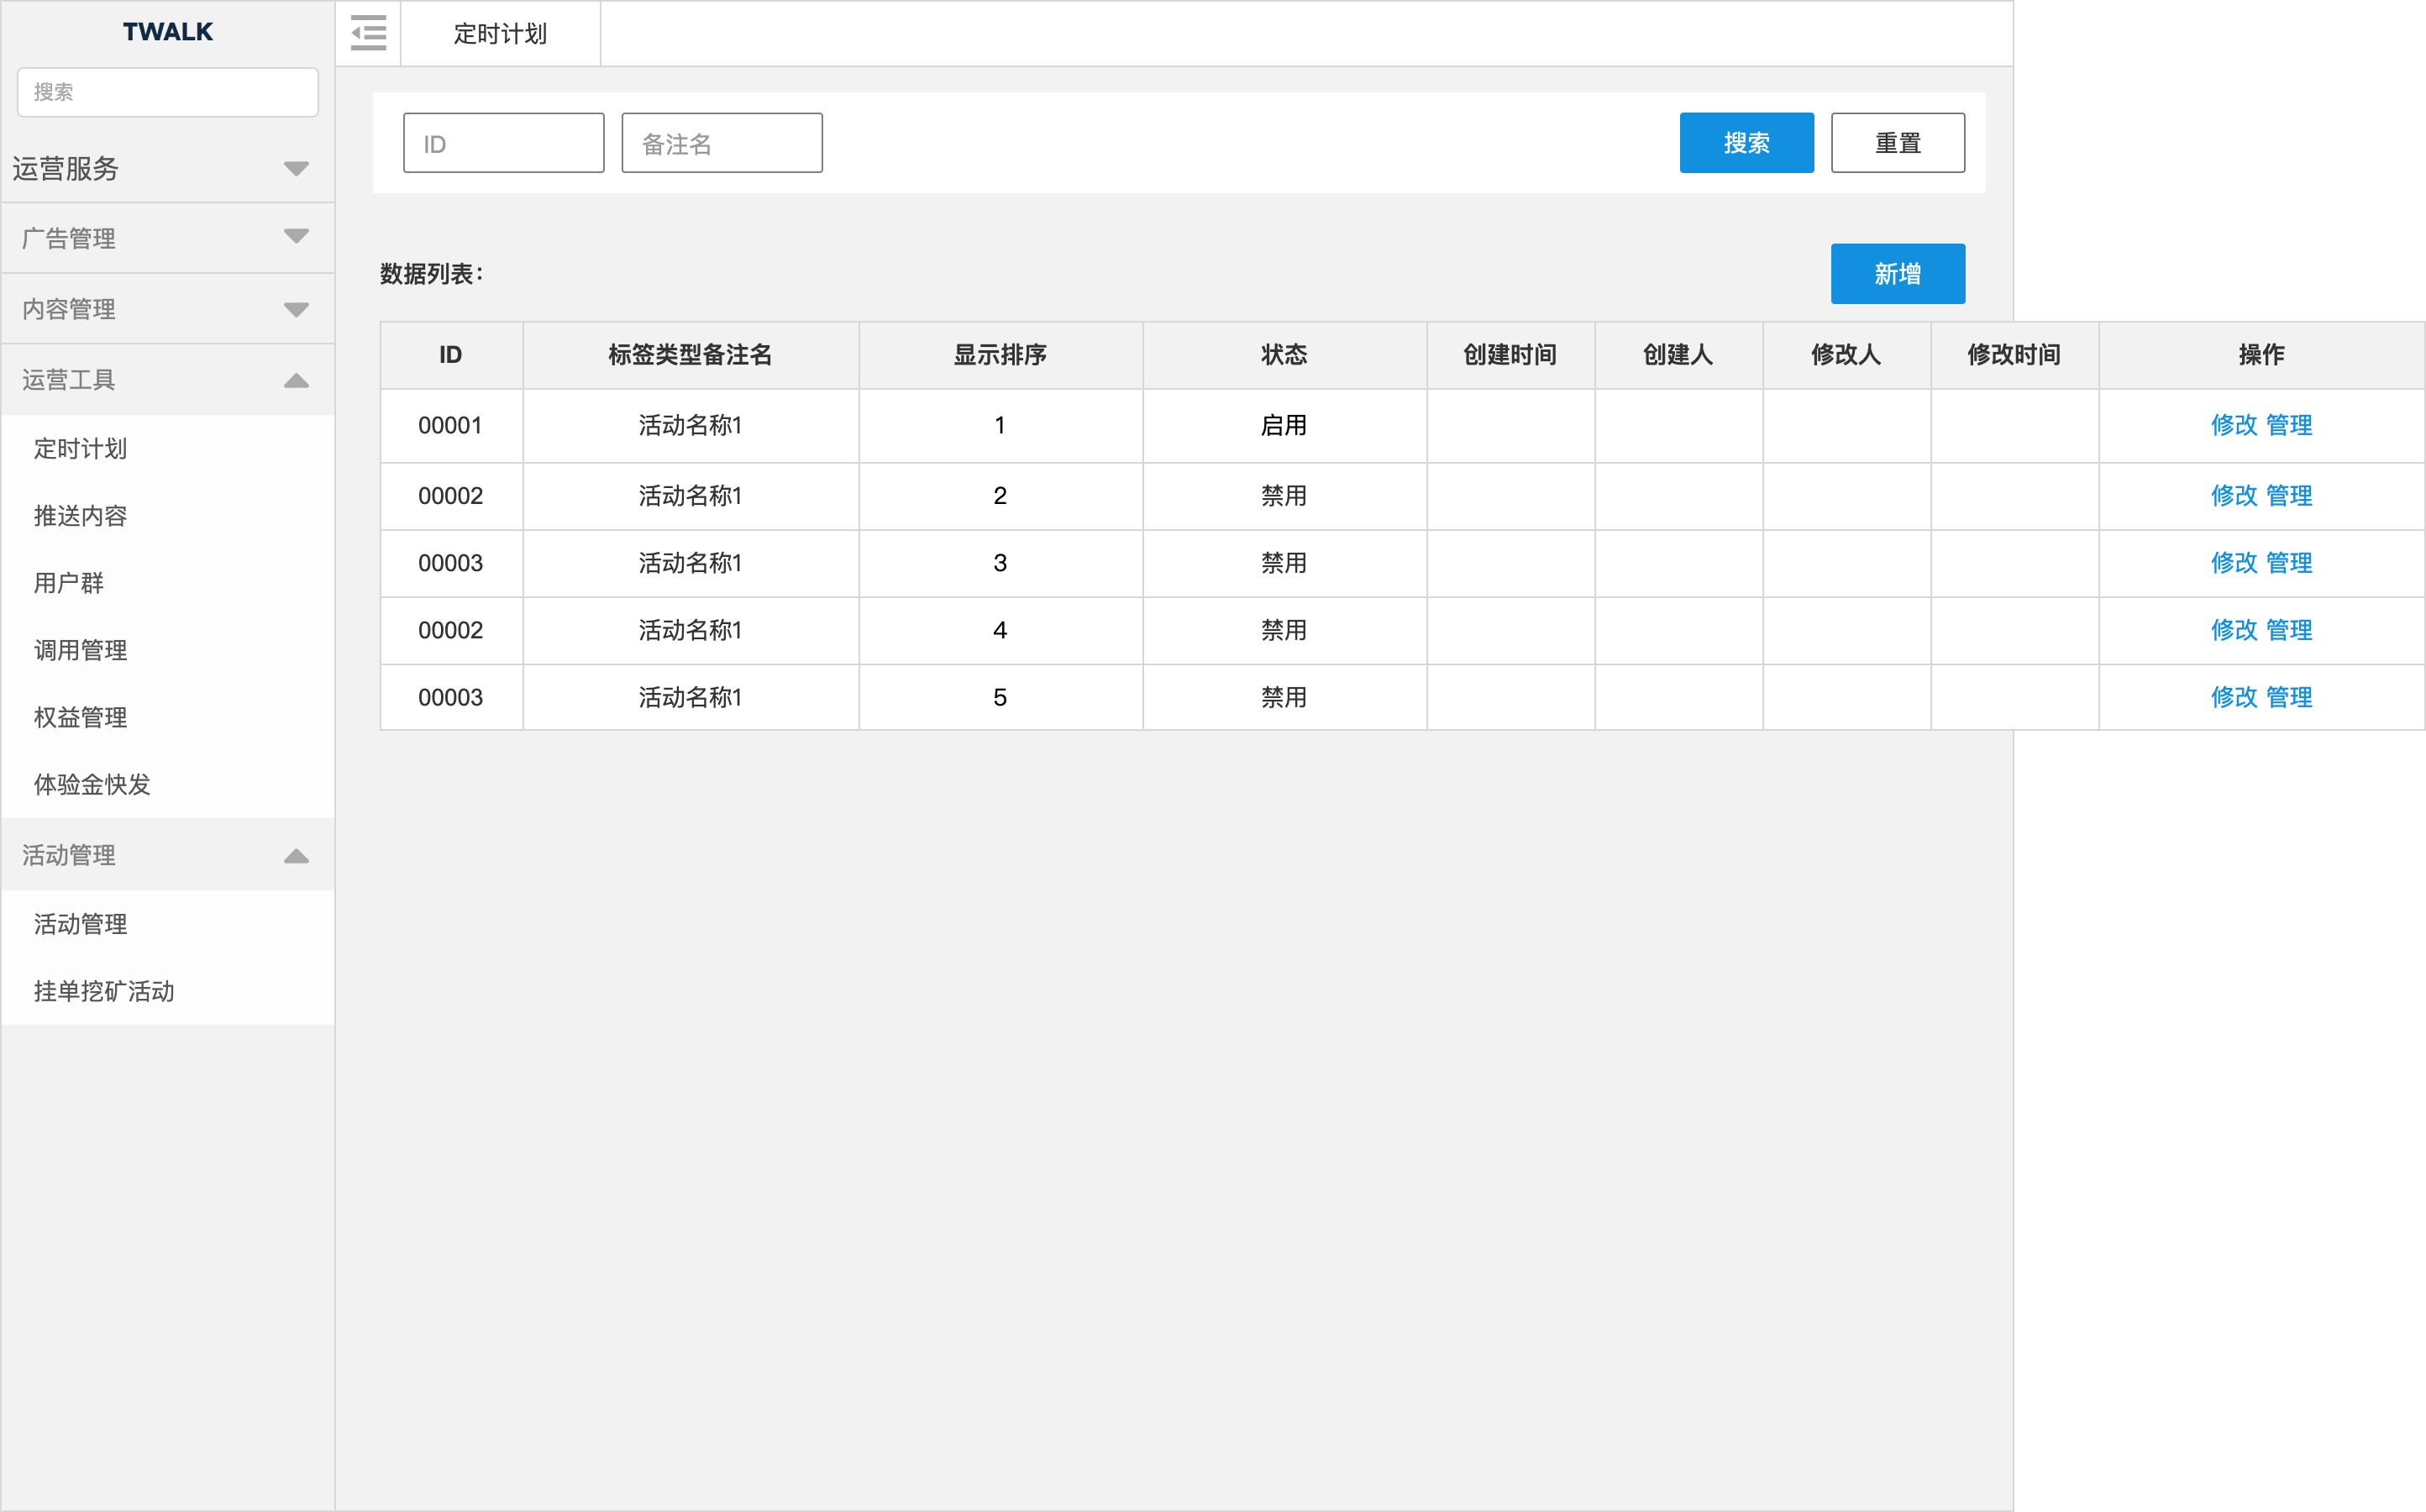 TWALK
搜索
运营服务
广告管理
内容管理
运营工具
定时计划
推送内容
用户群
调用管理
权益管理
体验金快发
活动管理
活动管理
挂单挖矿活动
定时计划
ID 备注名 搜索 重置
数据列表： 新增
ID 标签类型备注名 显示排序 状态 创建时间 创建人 修改人 修改时间 操作
00001 活动名称1 1 启用 修改 管理
00002 活动名称1 2 禁用 修改 管理
00003 活动名称1 3 禁用 修改 管理
00002 活动名称1 4 禁用 修改 管理
00003 活动名称1 5 禁用 修改 管理